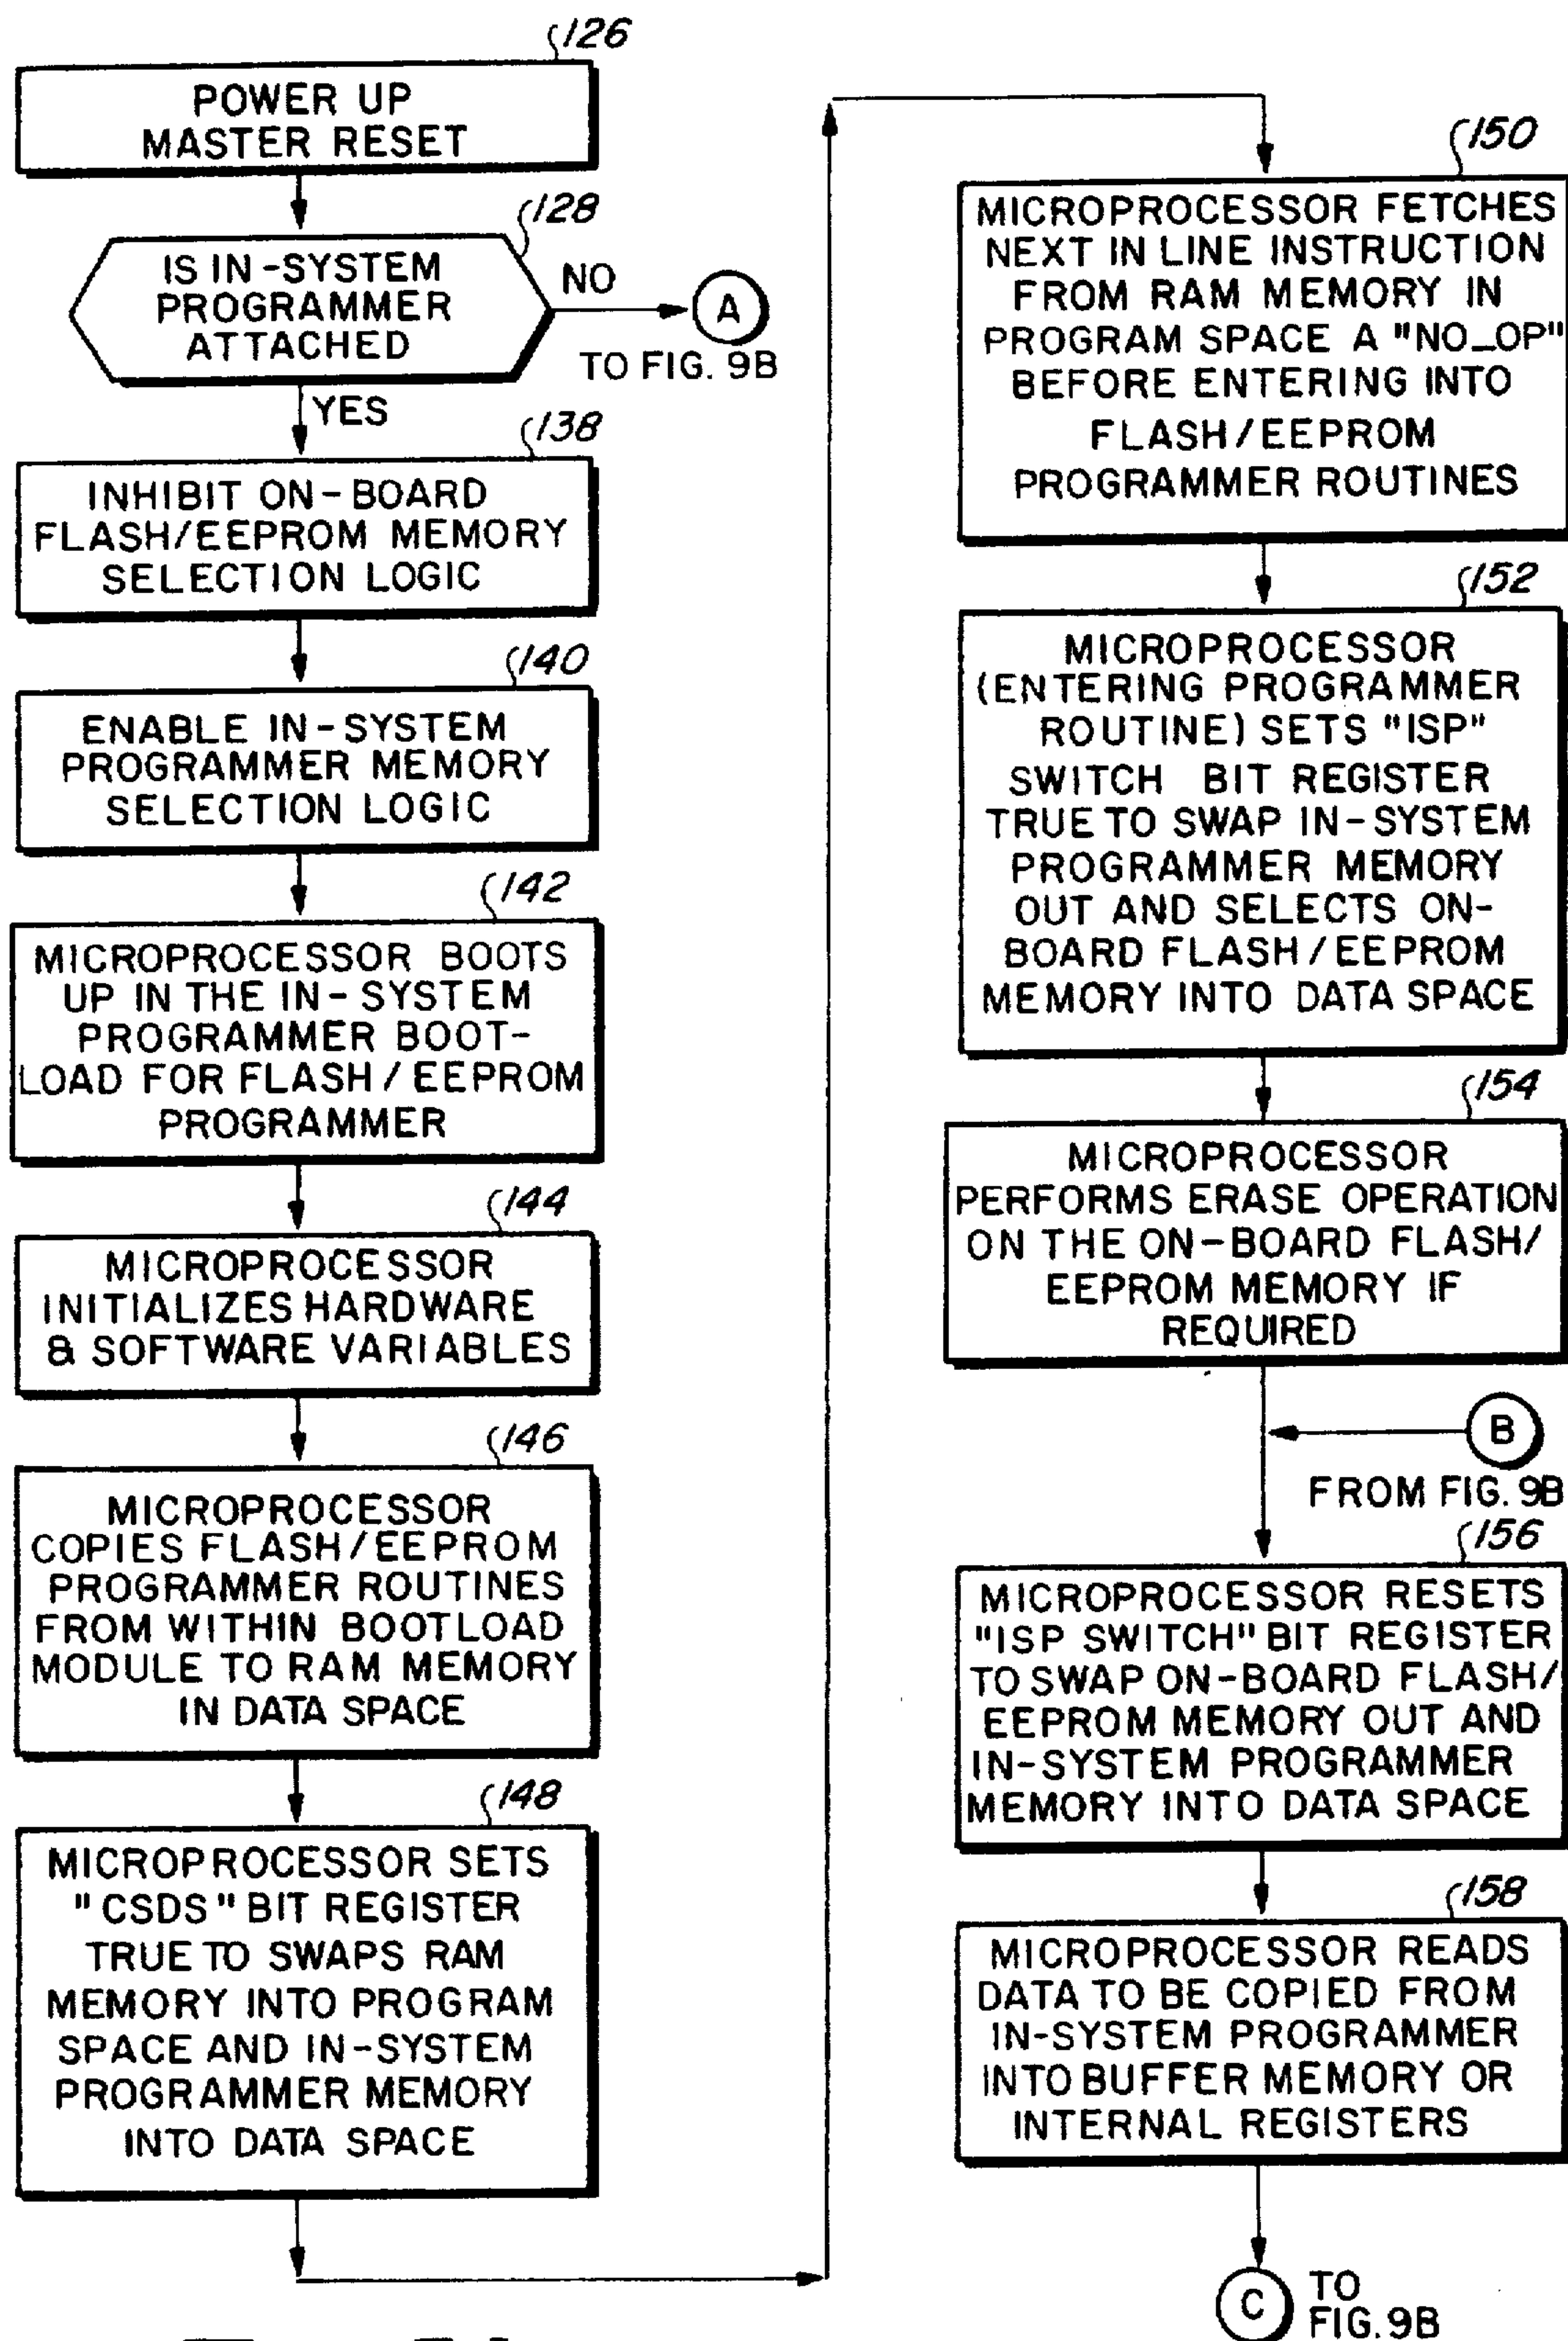 126
POWER UP
MASTER RESET
128
IS IN-SYSTEM
PROGRAMMER
ATTACHED
NO
A
TO FIG. 9B
YES
138
INHIBIT ON-BOARD
FLASH/EEPROM MEMORY
SELECTION LOGIC
140
ENABLE IN-SYSTEM
PROGRAMMER MEMORY
SELECTION LOGIC
142
MICROPROCESSOR BOOTS
UP IN THE IN-SYSTEM
PROGRAMMER BOOT-
LOAD FOR FLASH/EEPROM
PROGRAMMER
144
MICROPROCESSOR
INITIALIZES HARDWARE
& SOFTWARE VARIABLES
146
MICROPROCESSOR
COPIES FLASH/EEPROM
PROGRAMMER ROUTINES
FROM WITHIN BOOTLOAD
MODULE TO RAM MEMORY
IN DATA SPACE
148
MICROPROCESSOR SETS
"CSDS" BIT REGISTER
TRUE TO SWAPS RAM
MEMORY INTO PROGRAM
SPACE AND IN-SYSTEM
PROGRAMMER MEMORY
INTO DATA SPACE
150
MICROPROCESSOR FETCHES
NEXT IN LINE INSTRUCTION
FROM RAM MEMORY IN
PROGRAM SPACE A "NO_OP"
BEFORE ENTERING INTO
FLASH/EEPROM
PROGRAMMER ROUTINES
152
MICROPROCESSOR
(ENTERING PROGRAMMER
ROUTINE) SETS "ISP"
SWITCH BIT REGISTER
TRUE TO SWAP IN-SYSTEM
PROGRAMMER MEMORY
OUT AND SELECTS ON-
BOARD FLASH/EEPROM
MEMORY INTO DATA SPACE
154
MICROPROCESSOR
PERFORMS ERASE OPERATION
ON THE ON-BOARD FLASH/
EEPROM MEMORY IF
REQUIRED
B
FROM FIG. 9B
156
MICROPROCESSOR RESETS
"ISP SWITCH" BIT REGISTER
TO SWAP ON-BOARD FLASH/
EEPROM MEMORY OUT AND
IN-SYSTEM PROGRAMMER
MEMORY INTO DATA SPACE
158
MICROPROCESSOR READS
DATA TO BE COPIED FROM
IN-SYSTEM PROGRAMMER
INTO BUFFER MEMORY OR
INTERNAL REGISTERS
C
TO
FIG. 9B